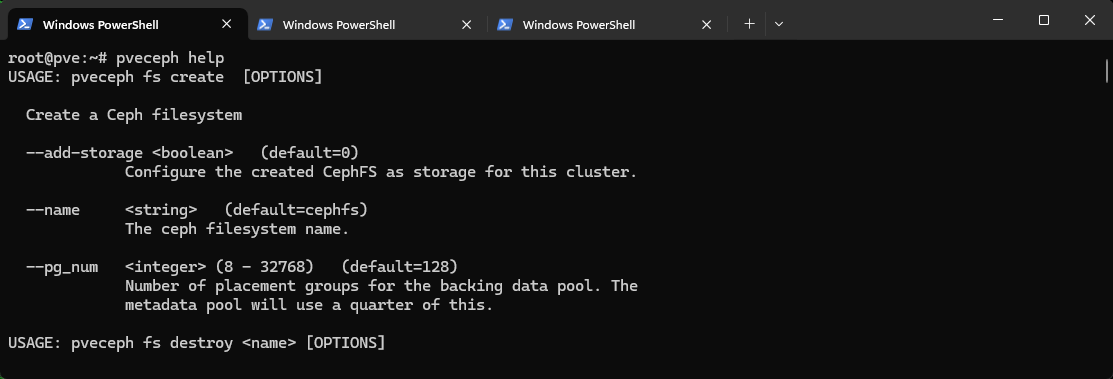 Windows PowerShell
Windows PowerShell
Windows PowerShell
root@pve:~# pveceph help
USAGE: pveceph fs create  [OPTIONS]
  Create a Ceph filesystem
  --add-storage <boolean>   (default=0)
             Configure the created CephFS as storage for this cluster.
  --name     <string>   (default=cephfs)
             The ceph filesystem name.
  --pg_num   <integer> (8 - 32768)   (default=128)
             Number of placement groups for the backing data pool. The
             metadata pool will use a quarter of this.
USAGE: pveceph fs destroy <name> [OPTIONS]